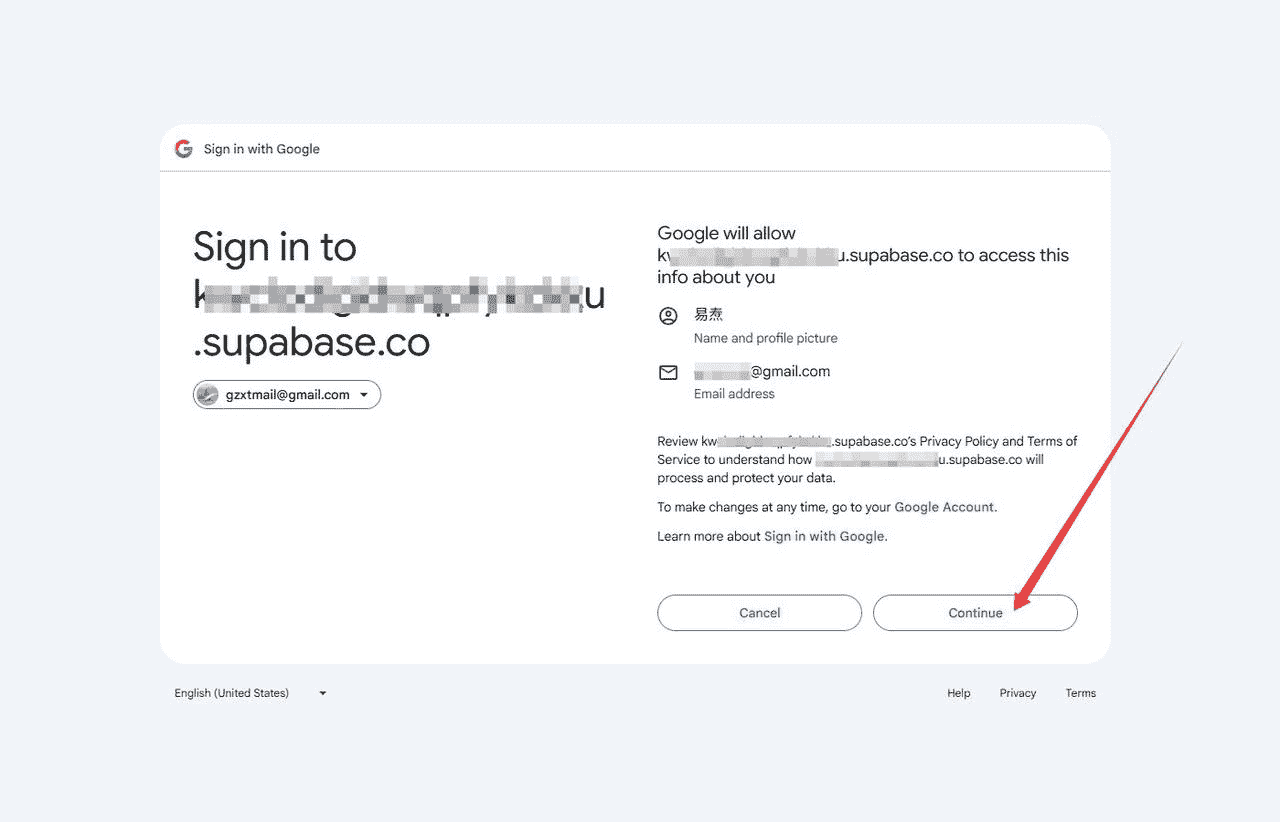 Sign in with Google
Sign in to
u
.supabase.co
gzxtmail@gmail.com
Google will allow
u.supabase.co to access this
info about you
易焘
Name and profile picture
@gmail.com
Email address
Review kw .supabase.co’s Privacy Policy and Terms of
Service to understand how u.supabase.co will
process and protect your data.
To make changes at any time, go to your Google Account.
Learn more about Sign in with Google.
Cancel
Continue
English (United States)
Help
Privacy
Terms